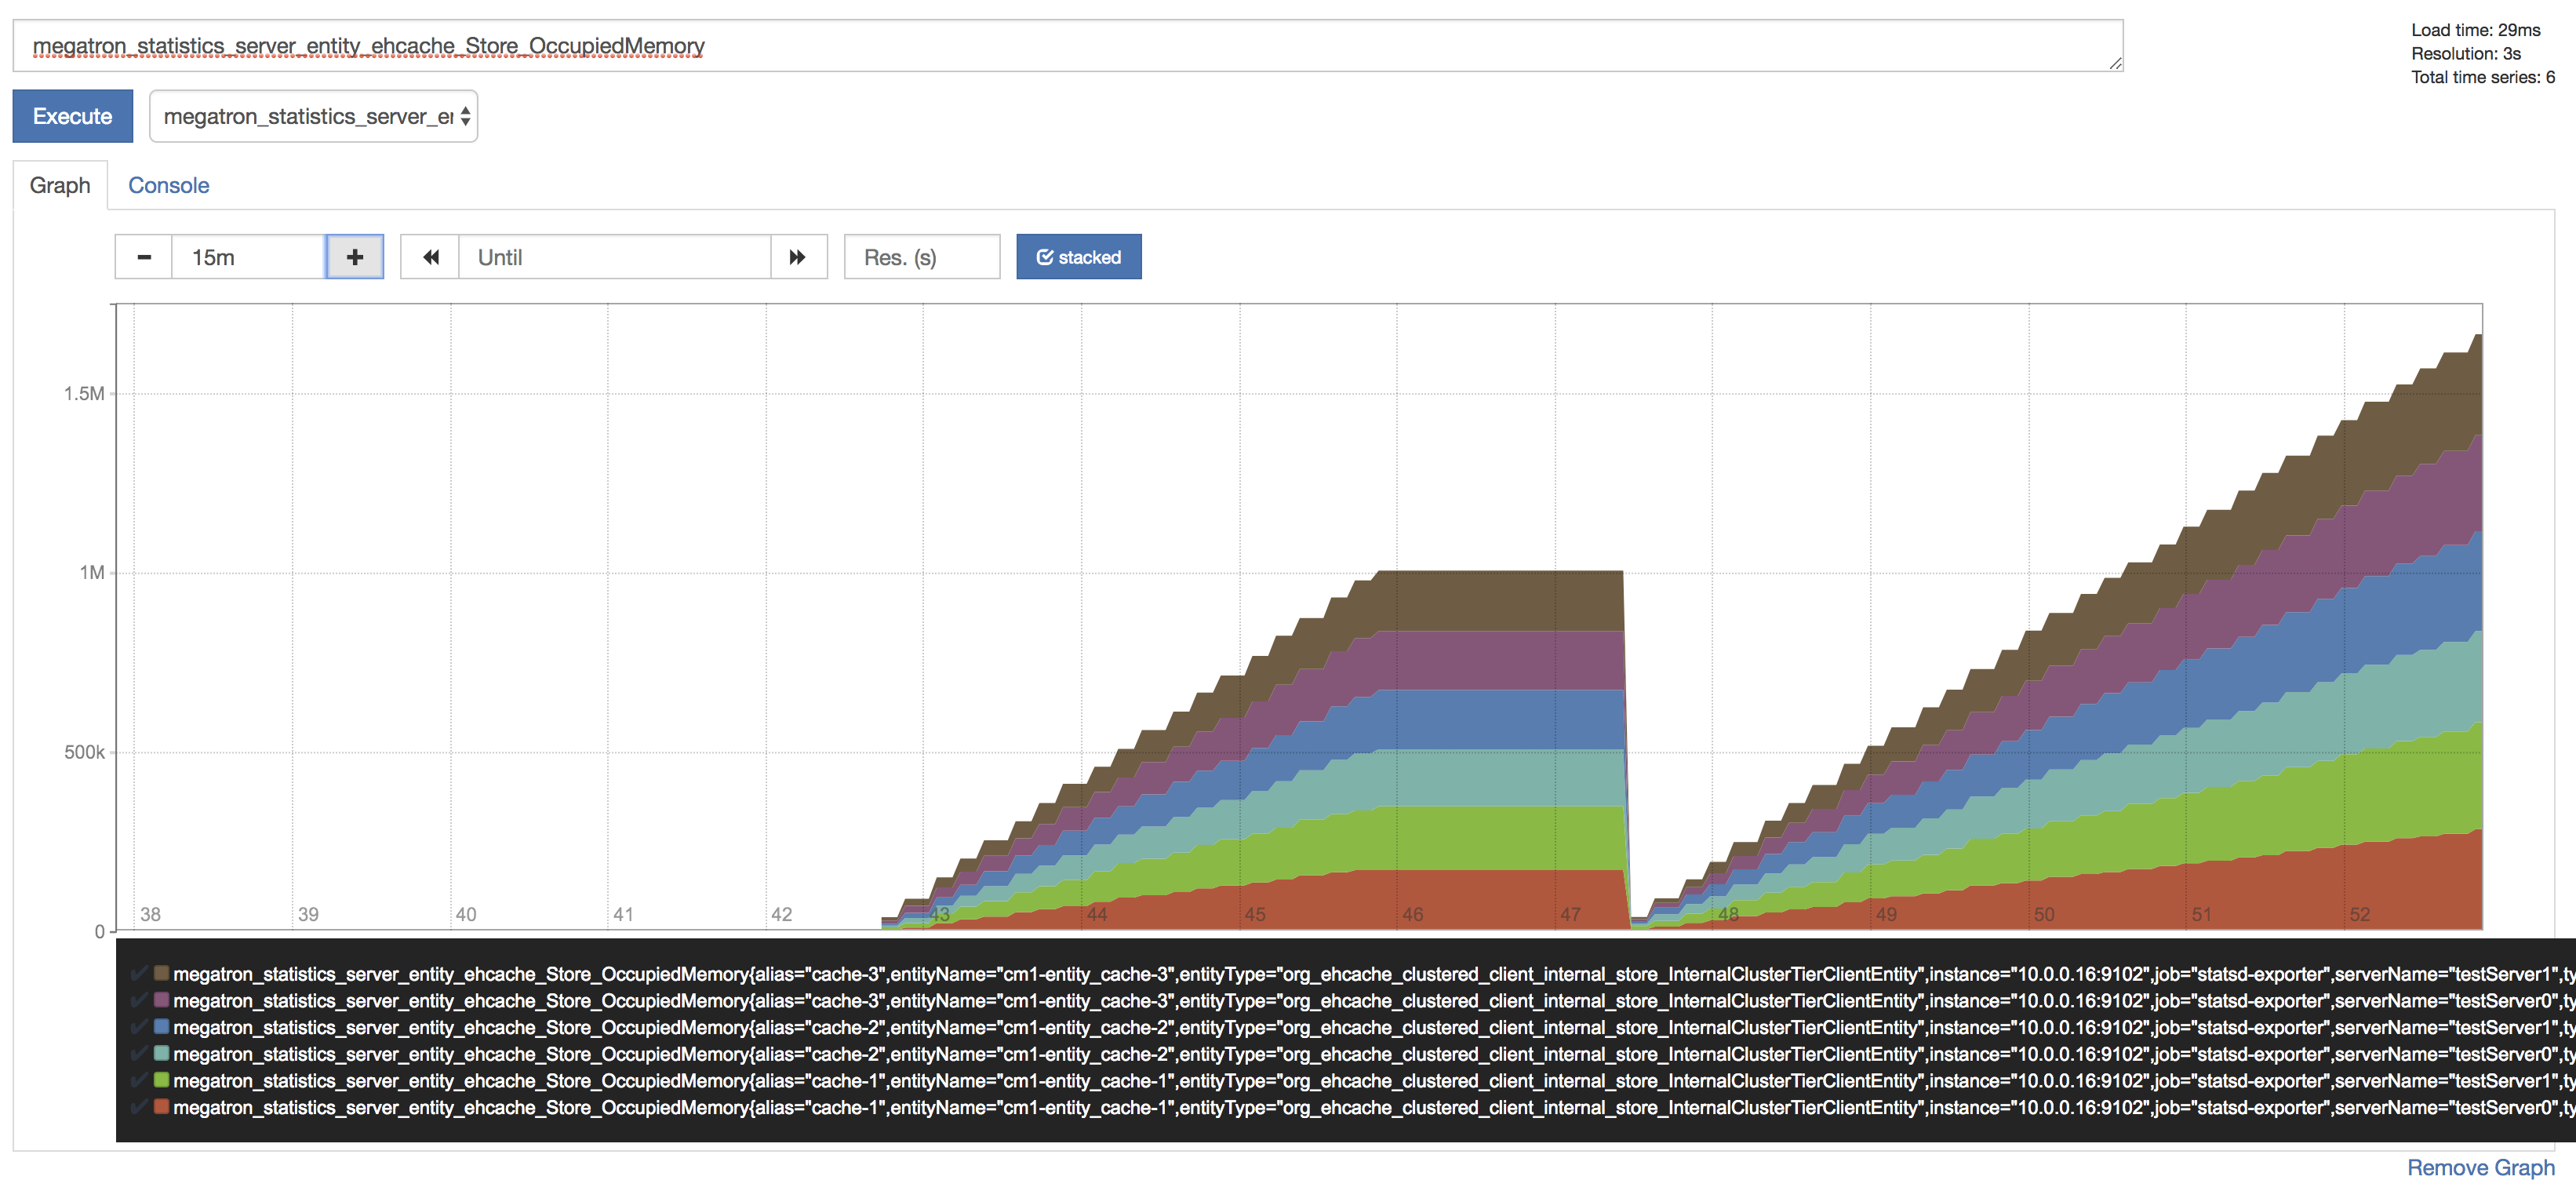 megatron_statistics_server_entity_ehcache_Store_OccupiedMemory
Load time: 29ms
Resolution: 3s
Total time series: 6
Execute
megatron_statistics_server_er
Graph Console
15m Until Res. (s) stacked
1.5M
1M
500k
0
38 39 40 41 42 43 44 45 46 47 48 49 50 51 52
megatron_statistics_server_entity_ehcache_Store_OccupiedMemory{alias="cache-3",entityName="cm1-entity_cache-3",entityType="org_ehcache_clustered_client_internal_store_InternalClusterTierClientEntity",instance="10.0.0.16:9102",job="statsd-exporter",serverName="testServer1",ty
megatron_statistics_server_entity_ehcache_Store_OccupiedMemory{alias="cache-3",entityName="cm1-entity_cache-3",entityType="org_ehcache_clustered_client_internal_store_InternalClusterTierClientEntity",instance="10.0.0.16:9102",job="statsd-exporter",serverName="testServer0",ty
megatron_statistics_server_entity_ehcache_Store_OccupiedMemory{alias="cache-2",entityName="cm1-entity_cache-2",entityType="org_ehcache_clustered_client_internal_store_InternalClusterTierClientEntity",instance="10.0.0.16:9102",job="statsd-exporter",serverName="testServer1",ty
megatron_statistics_server_entity_ehcache_Store_OccupiedMemory{alias="cache-2",entityName="cm1-entity_cache-2",entityType="org_ehcache_clustered_client_internal_store_InternalClusterTierClientEntity",instance="10.0.0.16:9102",job="statsd-exporter",serverName="testServer0",ty
megatron_statistics_server_entity_ehcache_Store_OccupiedMemory{alias="cache-1",entityName="cm1-entity_cache-1",entityType="org_ehcache_clustered_client_internal_store_InternalClusterTierClientEntity",instance="10.0.0.16:9102",job="statsd-exporter",serverName="testServer1",ty
megatron_statistics_server_entity_ehcache_Store_OccupiedMemory{alias="cache-1",entityName="cm1-entity_cache-1",entityType="org_ehcache_clustered_client_internal_store_InternalClusterTierClientEntity",instance="10.0.0.16:9102",job="statsd-exporter",serverName="testServer0",ty
Remove Graph